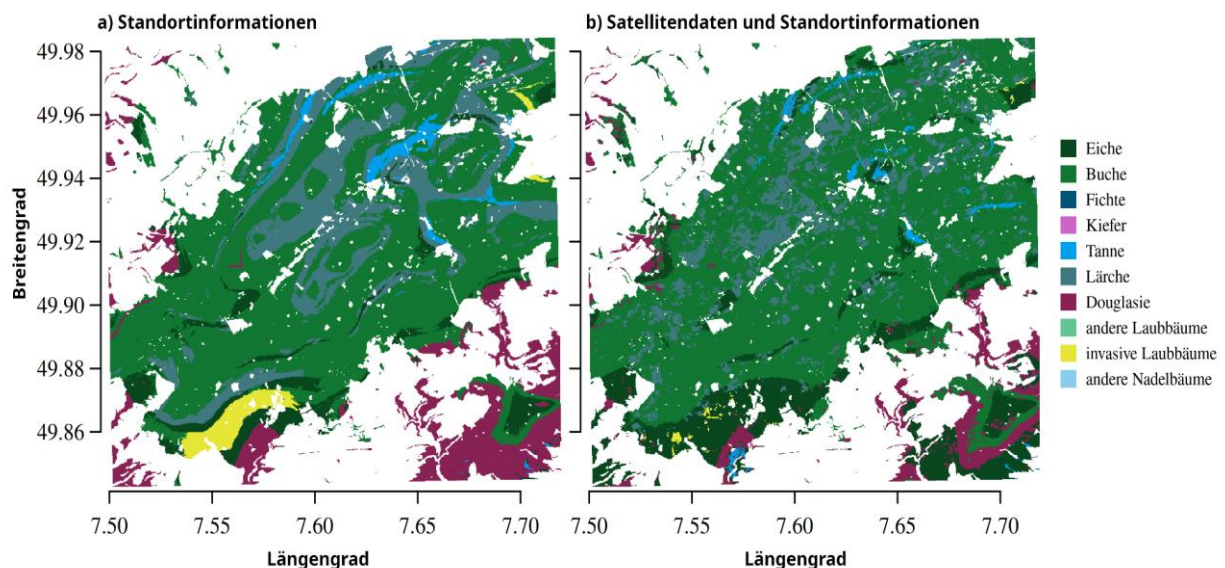 a) Standortinformationen
b) Satellitendaten und Standortinformationen
Breitengrad
49.98
49.96
49.94
49.92
49.90
49.88
49.86
7.50 7.55 7.60 7.65 7.70
Längengrad
7.50 7.55 7.60 7.65 7.70
Längengrad
Eiche
Buche
Fichte
Kiefer
Tanne
Lärche
Douglasie
andere Laubbäume
invasive Laubbäume
andere Nadelbäume